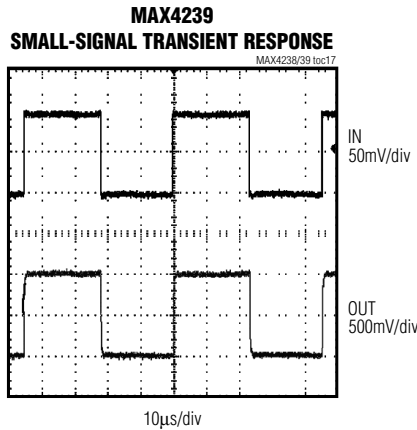 MAX4239
SMALL-SIGNAL TRANSIENT RESPONSE
MAX4238/39 toc17
IN
50mV/div
OUT
500mV/div
10μs/div